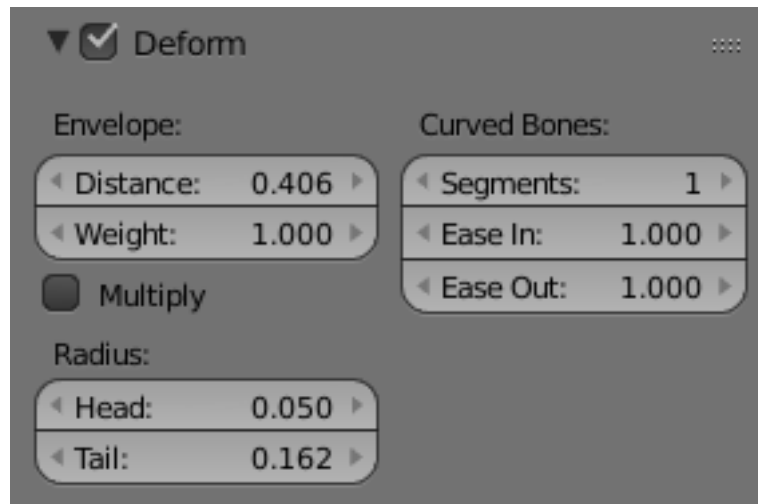 Deform
Envelope:
Distance: 0.406
Weight: 1.000
Multiply
Radius:
Head: 0.050
Tail: 0.162
Curved Bones:
Segments: 1
Ease In: 1.000
Ease Out: 1.000